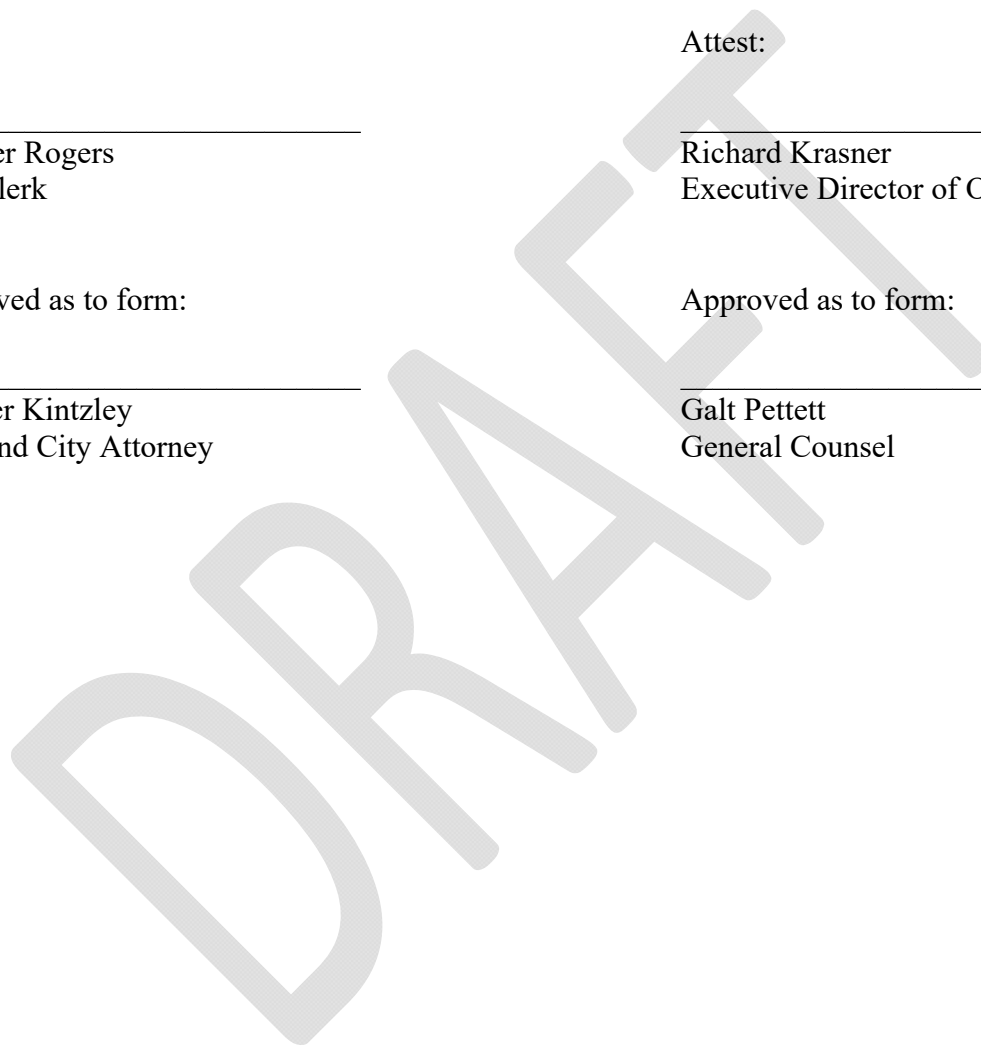 Attest:
er Rogers
Richard Krasner
lerk
Executive Director of
ved as to form:
Approved as to form:
er Kintzley
Galt Pettett
nd City Attorney
General Counsel
DRAFT